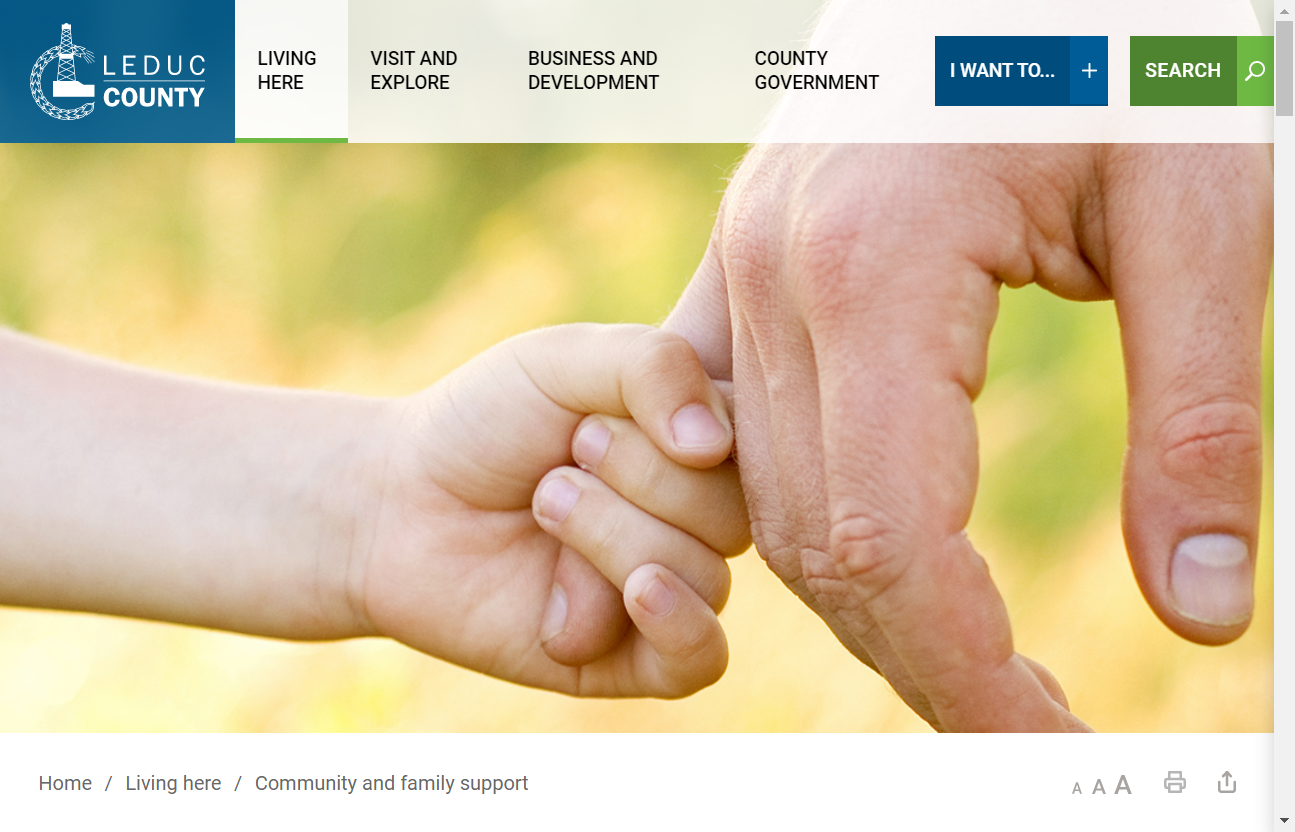 LEDUC
COUNTY
LIVING
HERE
VISIT AND
EXPLORE
BUSINESS AND
DEVELOPMENT
COUNTY
GOVERNMENT
I WANT TO...
SEARCH
Home / Living here / Community and family support
A A A